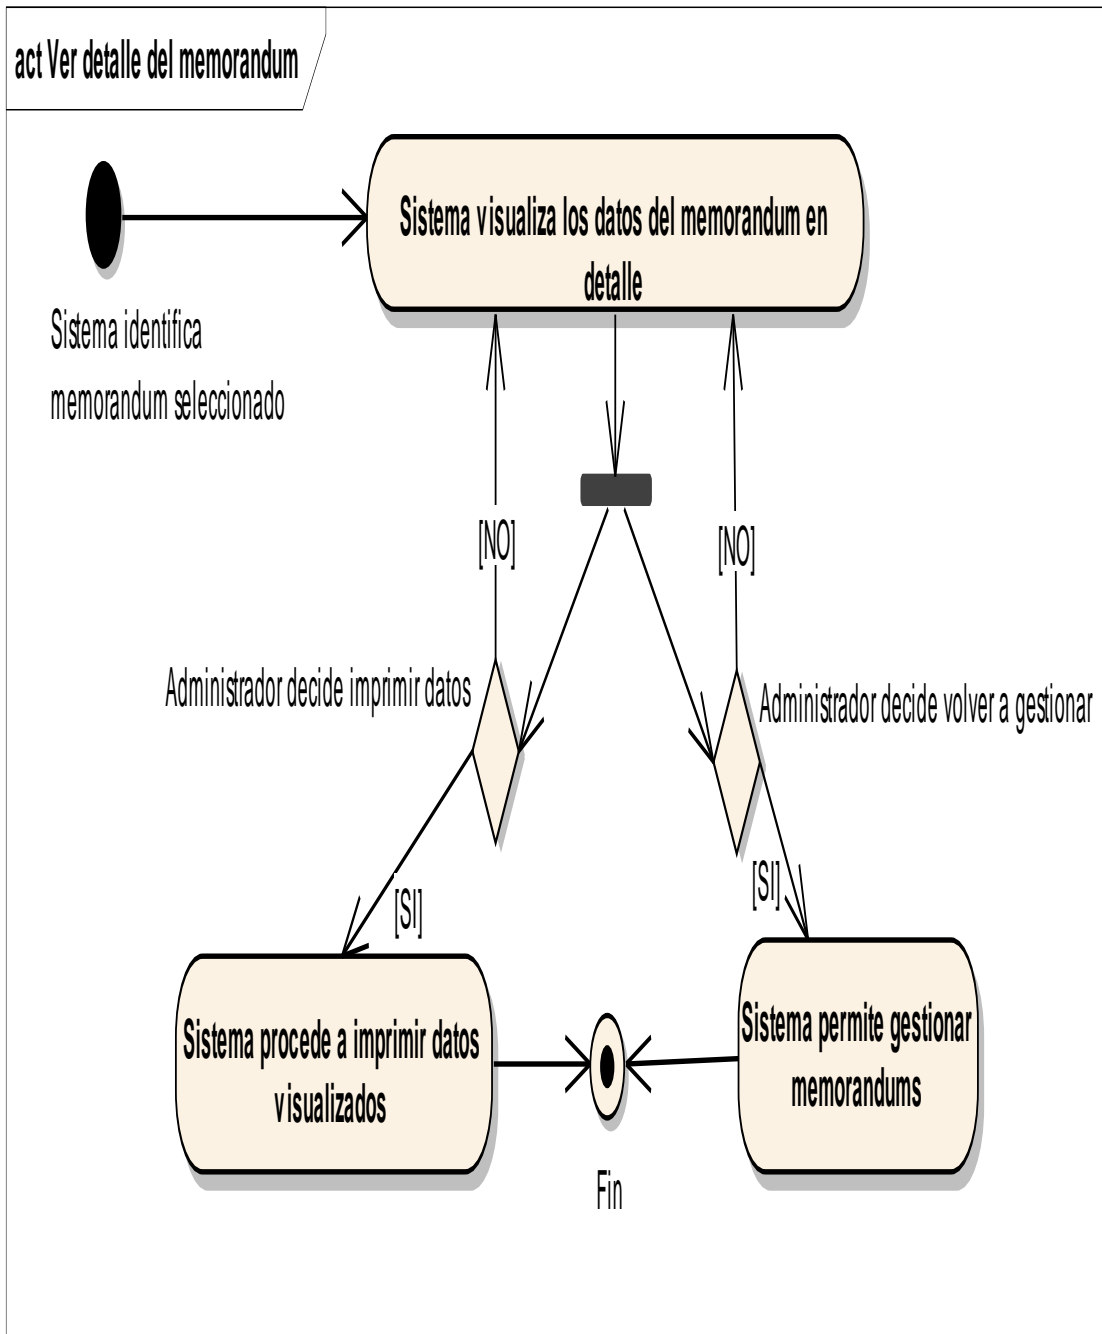 act Ver detalle del memorandum
Sistema visualiza los datos del memorandum en
detalle
Sistema identifica
memorandum seleccionado
[NO]
[NO]
Administrador decide imprimir datos
Administrador decide volver a gestionar
[SI]
[SI]
Sistema procede a imprimir datos
visualizados
Sistema permite gestionar
memorandums
Fin